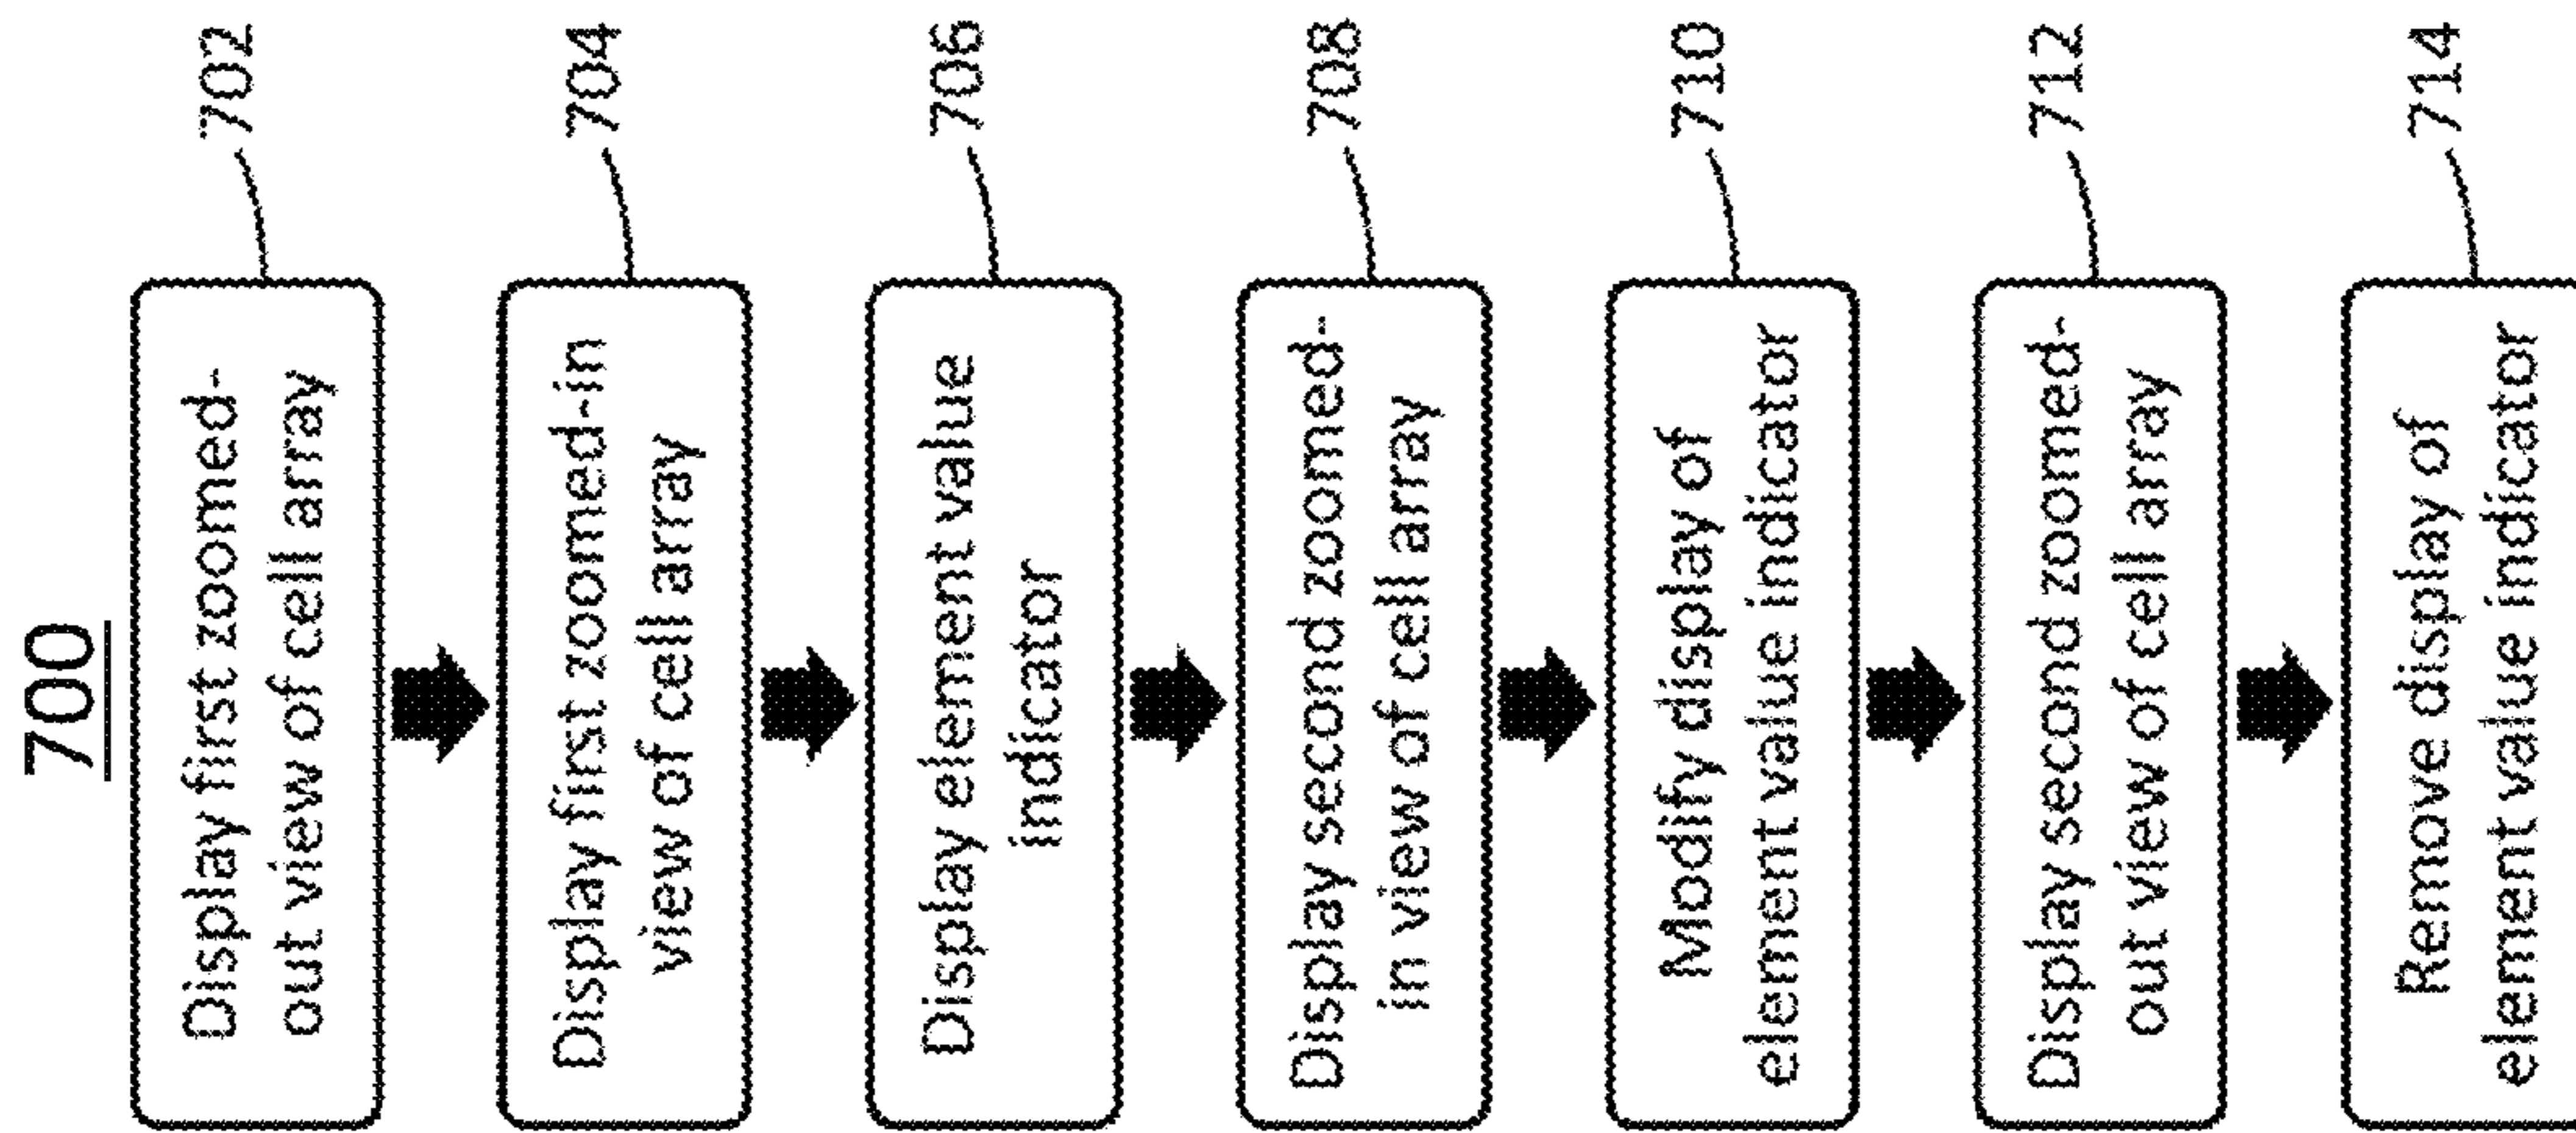 700
Display first zoomed-
out view of cell array
702
Display first zoomed-in
view of cell array
704
Display element value
indicator
706
Display second zoomed-
in view of cell array
708
Modify display of
element value indicator
710
Display second zoomed-
out view of cell array
712
Remove display of
element value indicator
714